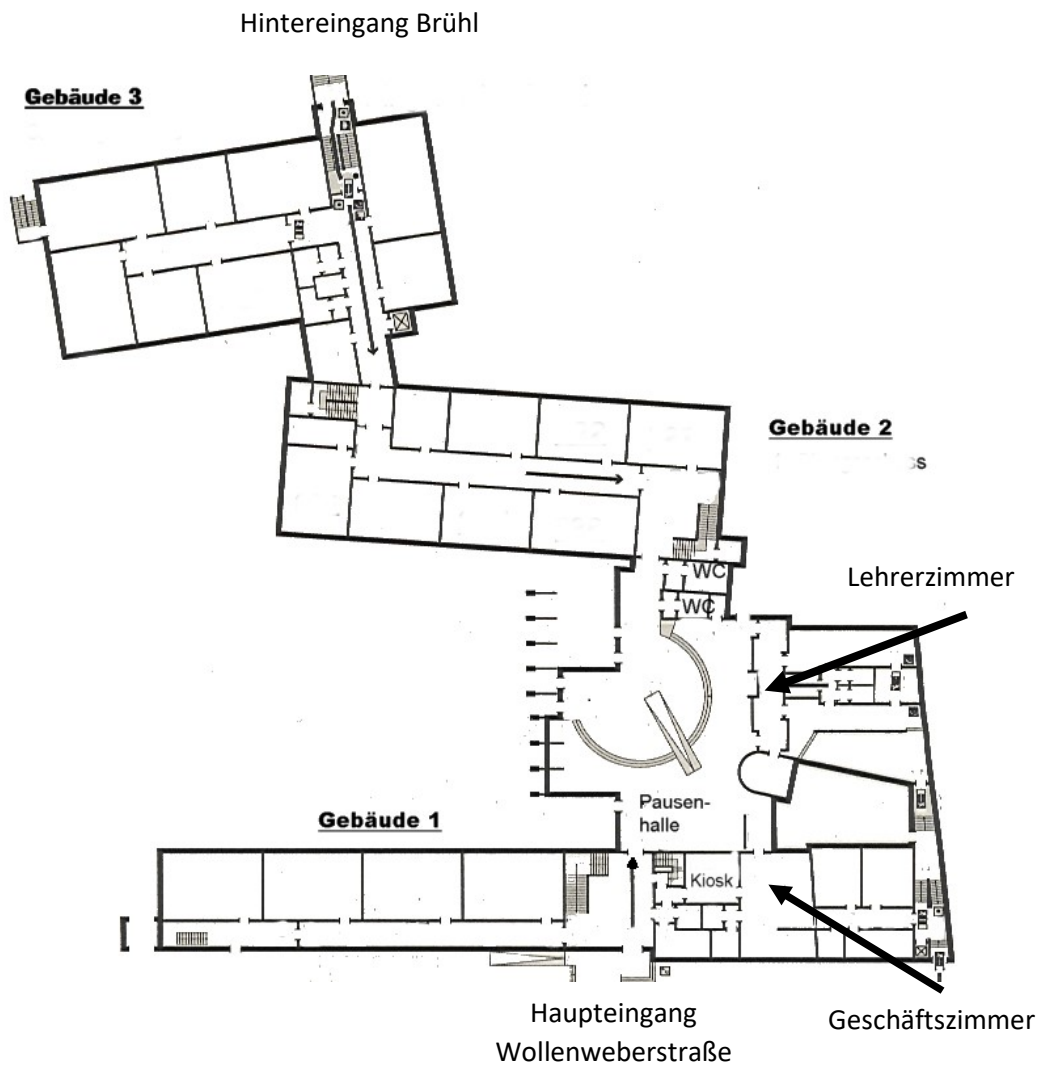 Hintereingang Brühl
Gebäude 3
Gebäude 2
Lehrerzimmer
WC
WC
Pausen-
halle
Gebäude 1
Kiosk
Haupteingang
Wollenweberstraße
Geschäftszimmer